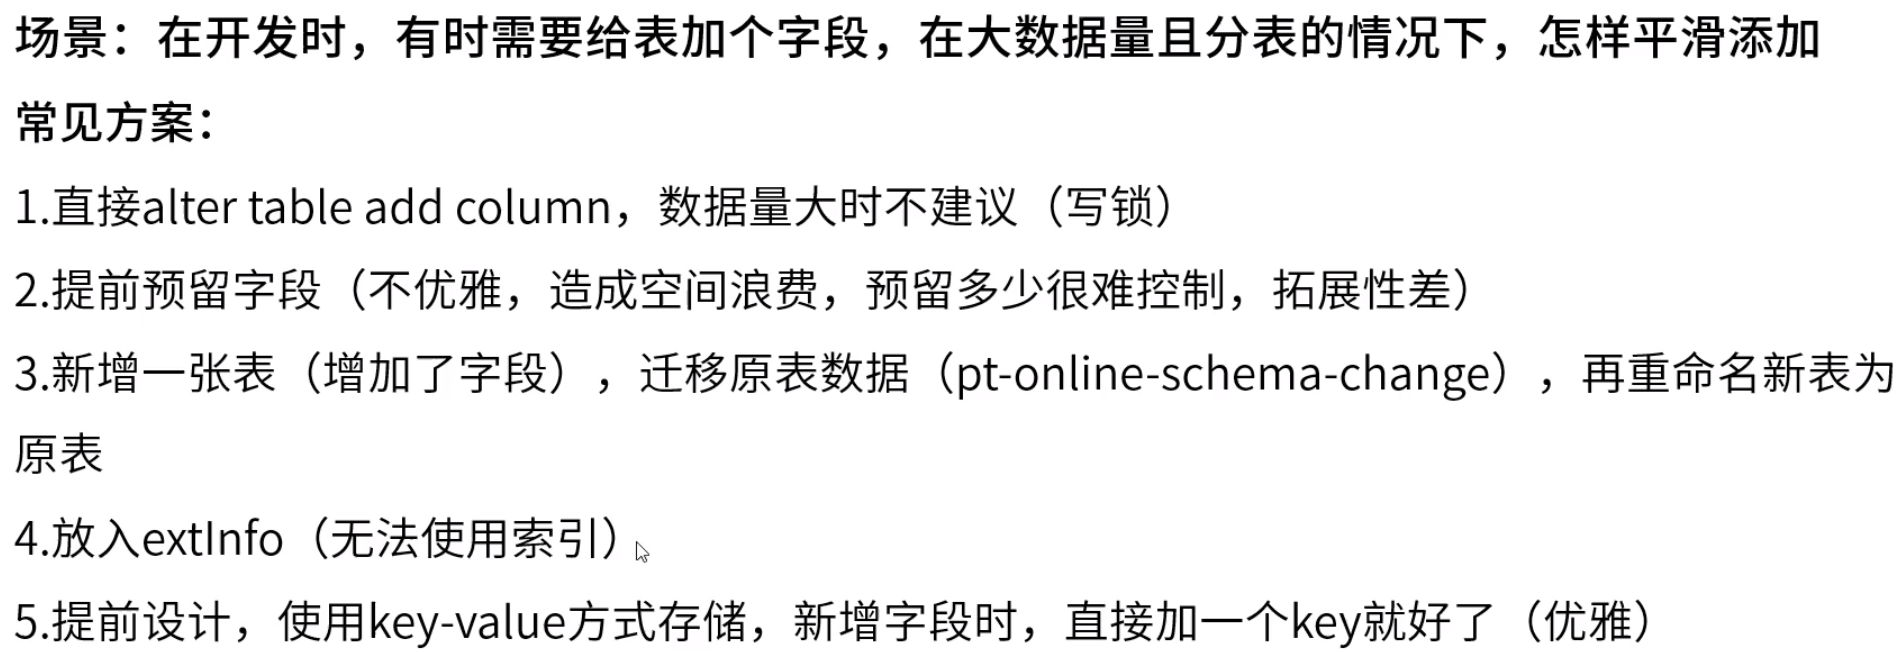 场景：在开发时，有时需要给表加个字段，在大数据量且分表的情况下，怎样平滑添加
常见方案：
1.直接alter table add column，数据量大时不建议（写锁）
2.提前预留字段（不优雅，造成空间浪费，预留多少很难控制，拓展性差）
3.新增一张表（增加了字段），迁移原表数据（pt-online-schema-change），再重命名新表为
原表
4.放入extInfo（无法使用索引）
5.提前设计，使用key-value方式存储，新增字段时，直接加一个key就好了（优雅）